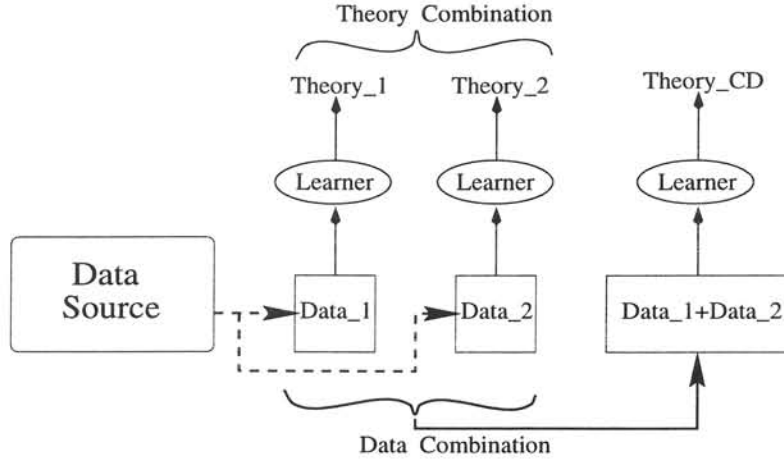 Theory Combination
Theory_1
Theory_2
Theory_CD
Learner
Learner
Learner
Data
Source
Data_1
Data_2
Data_1+Data_2
Data Combination